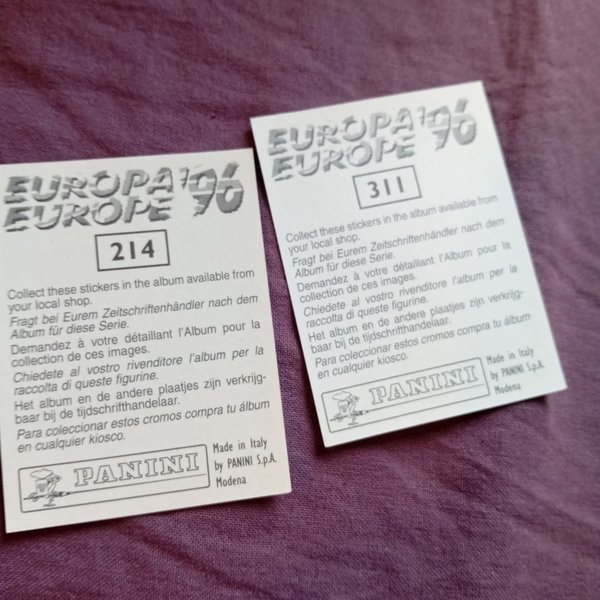 EUROPA '96
EUROPE
214
Collect these stickers in the album available from
your local shop.
Fragt bei Eurem Zeitschriftenhändler nach dem
Album für diese Serie.
Demandez à votre détaillant l'Album pour la
collection de ces images.
Chiedete al vostro rivenditore l'album per la
raccolta di queste figurine.
Het album en de andere plaatjes zijn verkrijg-
baar bij de tijdschrifthandelaar.
Para coleccionar estos cromos compra tu álbum
en cualquier kiosco.
PANINI
Made in Italy
by PANINI S.p.A.
Modena
EUROPA '96
EUROPE
311
Collect these stickers in the album available from
your local shop.
Fragt bei Eurem Zeitschriftenhändler nach dem
Album für diese Serie.
Demandez à votre détaillant l'Album pour la
collection de ces images.
Chiedete al vostro rivenditore l'album per la
raccolta di queste figurine.
Het album en de andere plaatjes zijn verkrijg-
baar bij de tijdschrifthandelaar.
Para coleccionar estos cromos compra tu álbum
en cualquier kiosco.
PANINI
Made in Italy
by PANINI S.p.A.
Modena